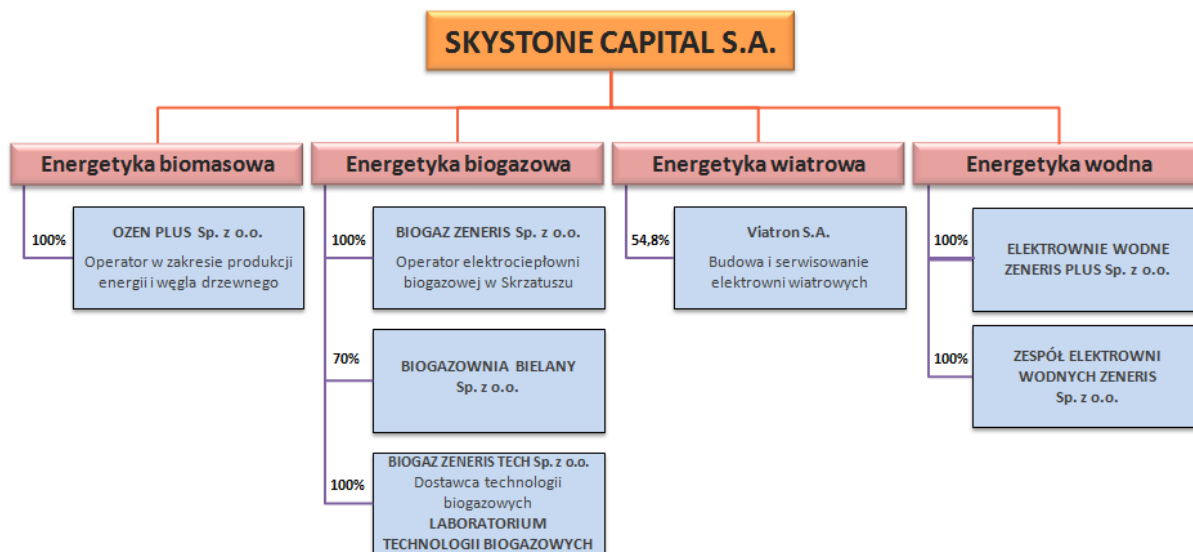 SKYSTONE CAPITAL S.A.
Energetyka biomasowa
100%
OZEN PLUS Sp. z o.o.
Operator w zakresie produkcji
energii i węgla drzewnego
Energetyka biogazowa
100%
BIOGAZ ZENERIS Sp. z o.o.
Operator elektrociepłowni
biogazowej w Skrzatuszu
70%
BIOGAZOWNIA BIELANY
Sp. z o.o.
100%
BIOGAZ ZENERIS TECH Sp. z o.o.
Dostawca technologii
biogazowych
LABORATORIUM
TECHNOLOGII BIOGAZOWYCH
Energetyka wiatrowa
54,8%
Viatron S.A.
Budowa i serwisowanie
elektrowni wiatrowych
Energetyka wodna
100%
ELEKTROWNIE WODNE
ZENERIS PLUS Sp. z o.o.
100%
ZESPÓŁ ELEKTROWNI
WODNYCH ZENERIS
Sp. z o.o.